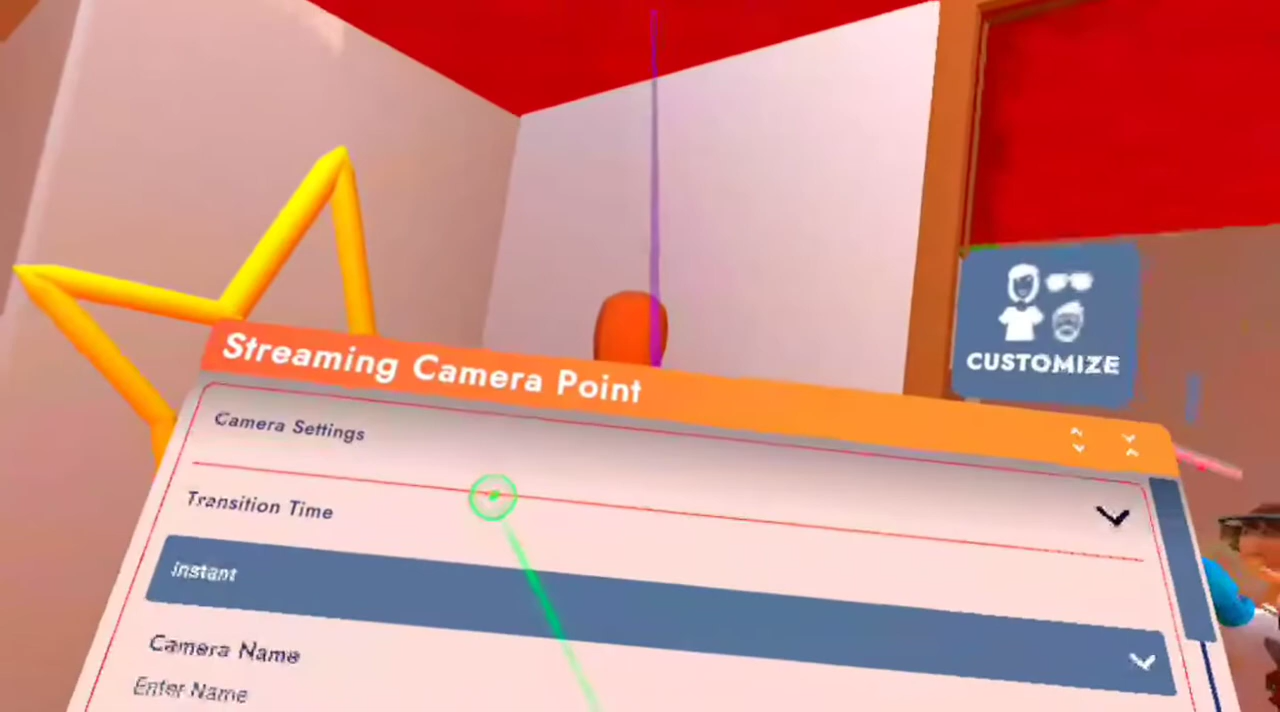 CUSTOMIZE
Streaming Camera Point
Camera Settings
Transition Time
instant
Camera Name
Enter Name